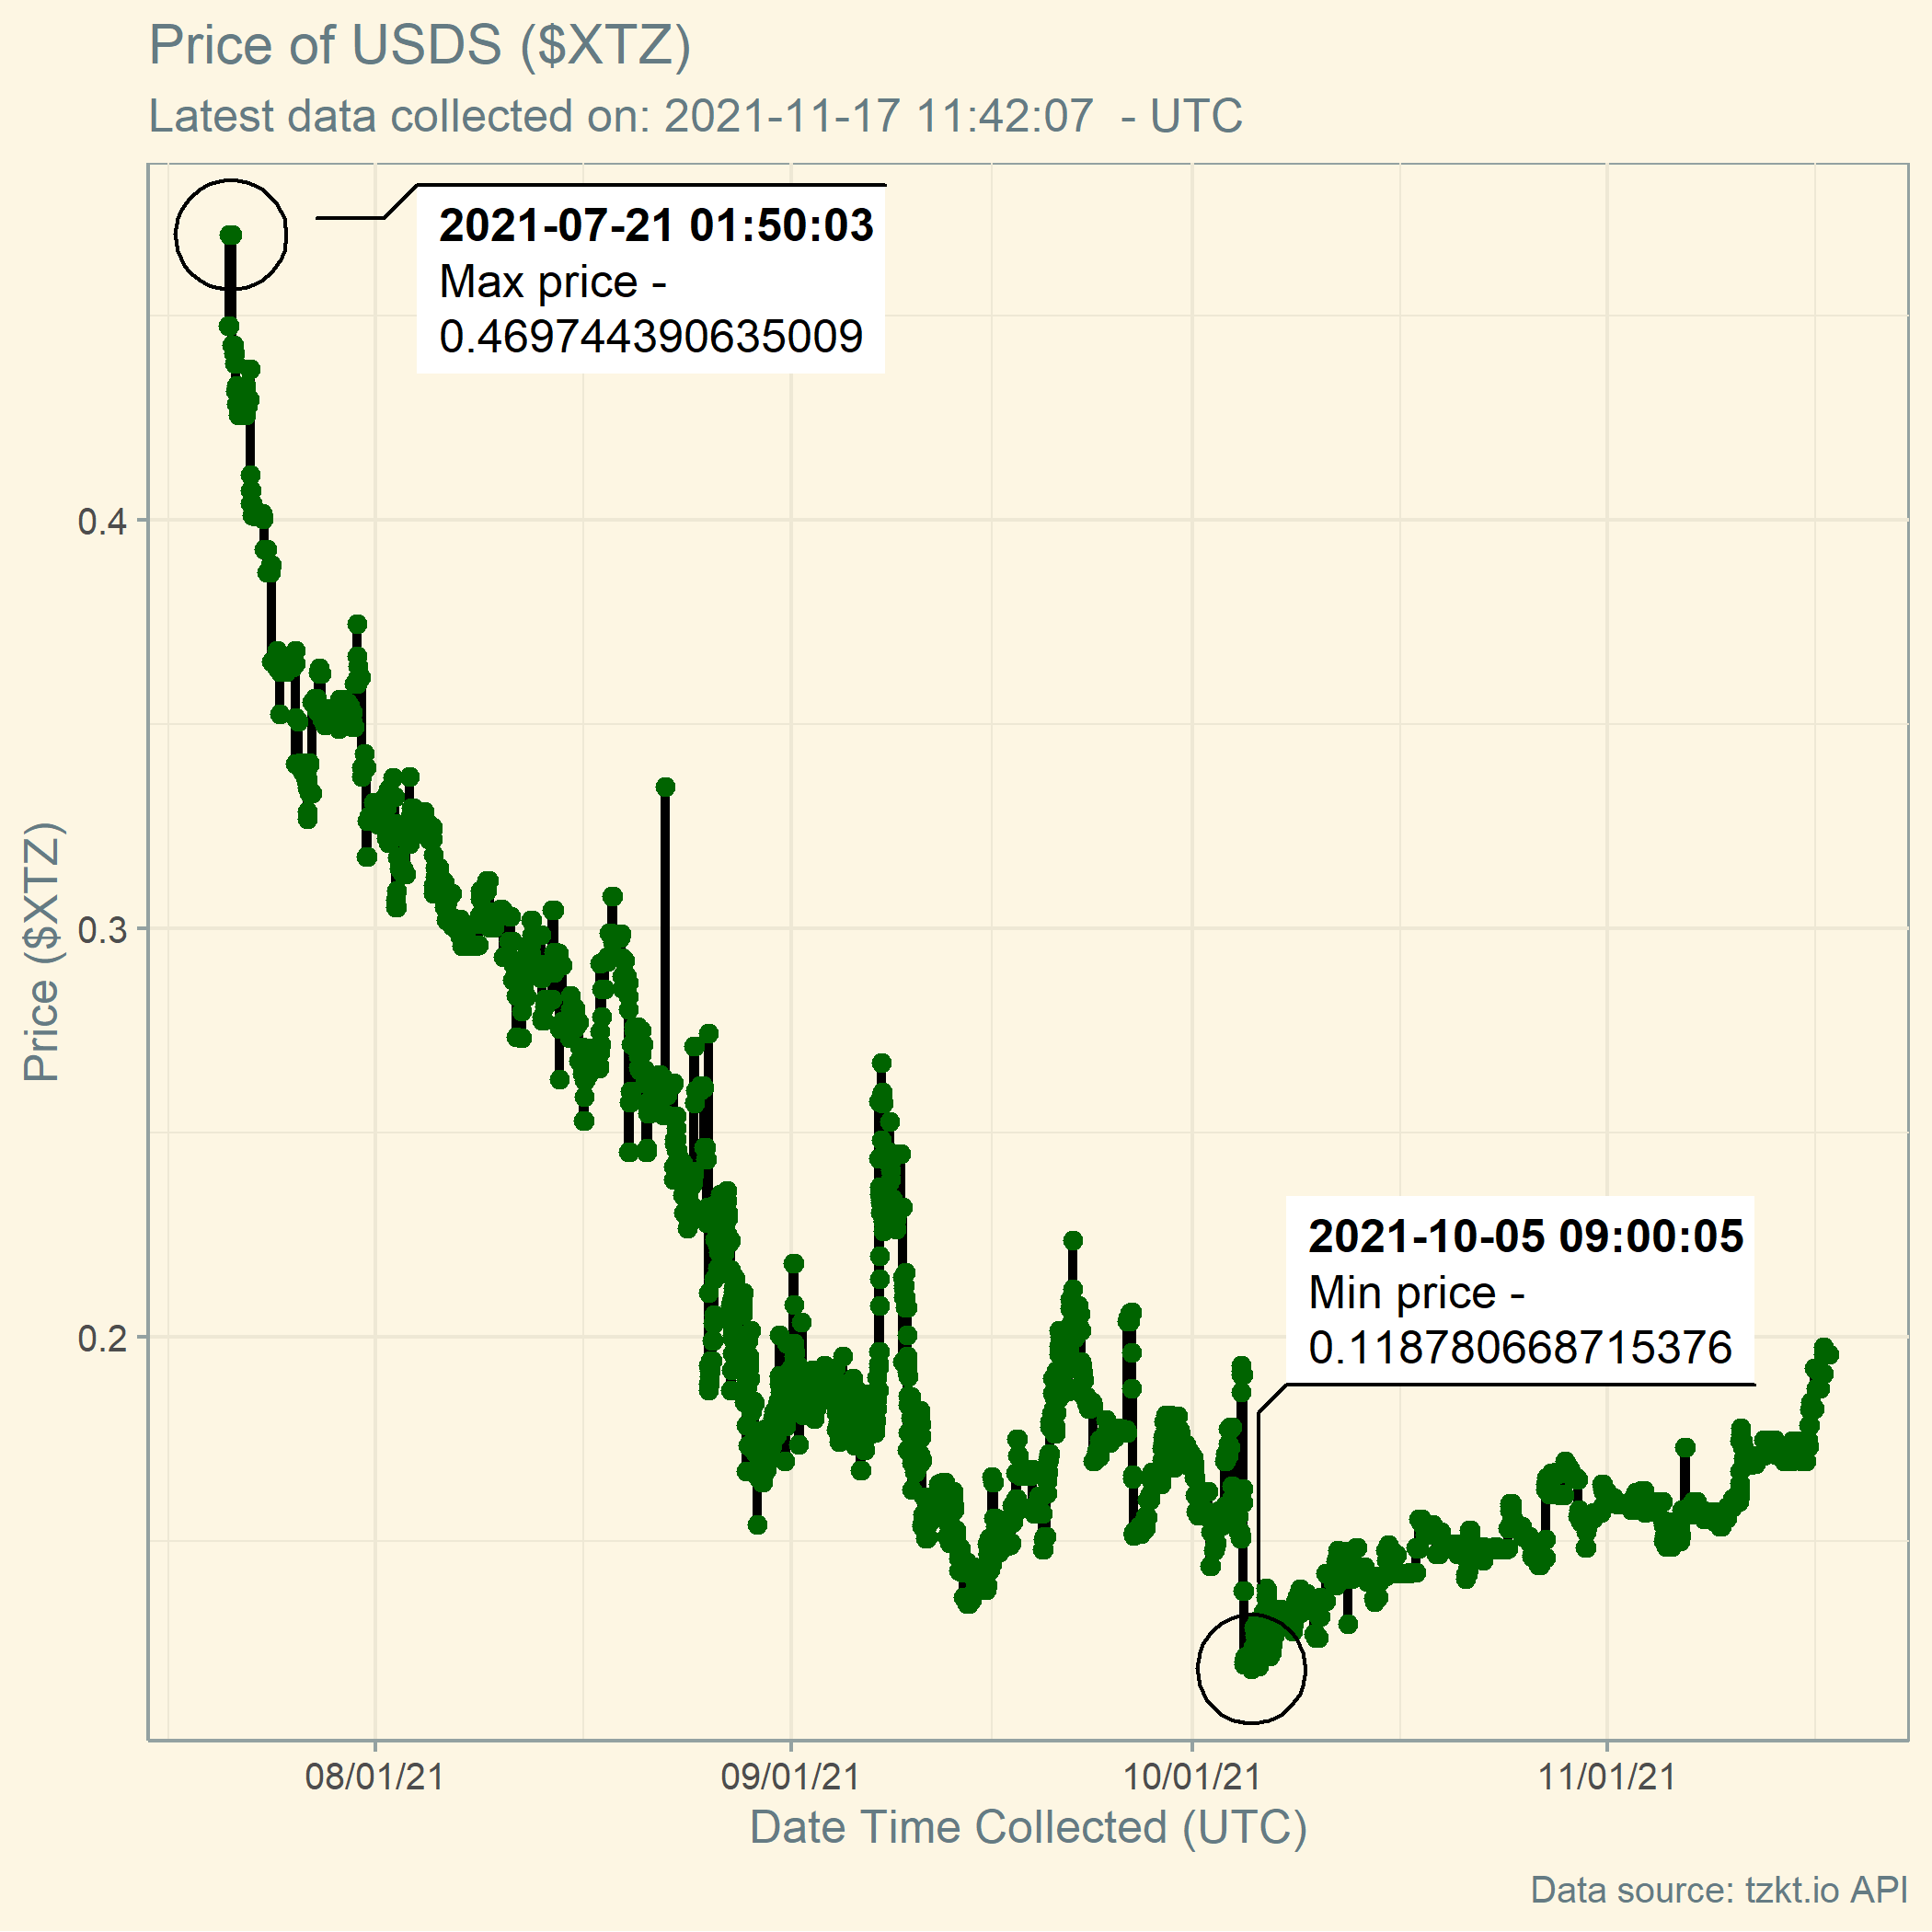 Price of USDS ($XTZ)
Latest data collected on: 2021-11-17 11:42:07  - UTC
2021-07-21 01:50:03
Max price -
0.469744390635009
0.4
0.3
0.2
Price ($XTZ)
2021-10-05 09:00:05
Min price -
0.118780668715376
08/01/21
09/01/21
10/01/21
11/01/21
Date Time Collected (UTC)
Data source: tzkt.io API